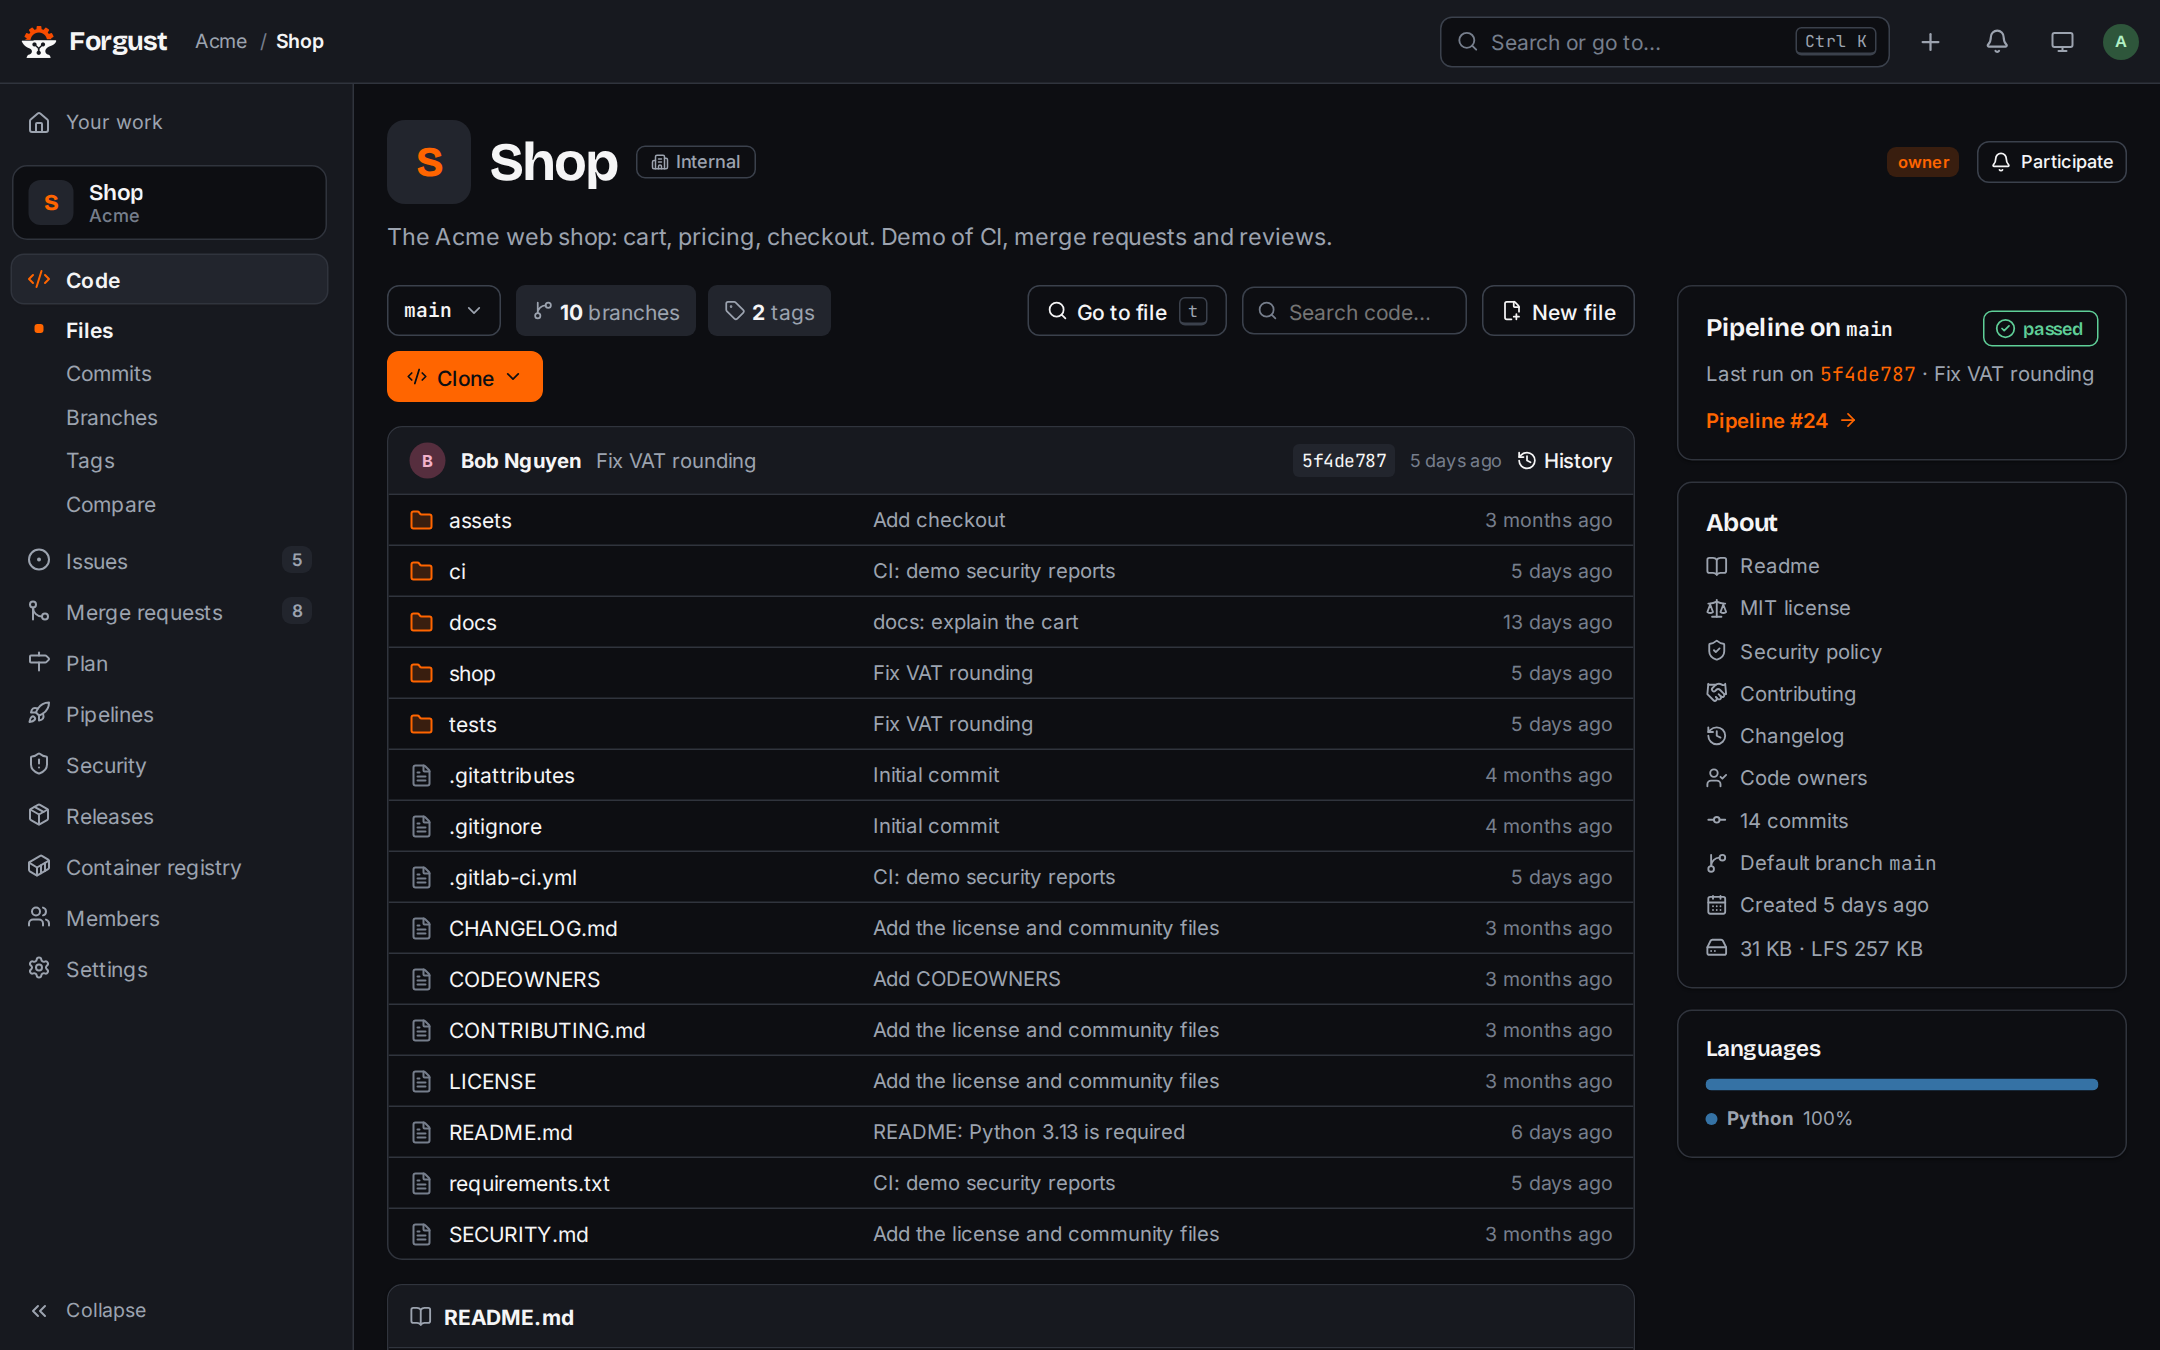 Forgust Acme / Shop Search or go to... Ctrl K A
Your work
S Shop
Acme
Code
Files
Commits
Branches
Tags
Compare
Issues 5
Merge requests 8
Plan
Pipelines
Security
Releases
Container registry
Members
Settings
Collapse
S Shop Internal owner Participate
The Acme web shop: cart, pricing, checkout. Demo of CI, merge requests and reviews.
main 10 branches 2 tags Go to file t Search code... New file
Clone
B Bob Nguyen Fix VAT rounding 5f4de787 5 days ago History
assets Add checkout 3 months ago
ci CI: demo security reports 5 days ago
docs docs: explain the cart 13 days ago
shop Fix VAT rounding 5 days ago
tests Fix VAT rounding 5 days ago
.gitattributes Initial commit 4 months ago
.gitignore Initial commit 4 months ago
.gitlab-ci.yml CI: demo security reports 5 days ago
CHANGELOG.md Add the license and community files 3 months ago
CODEOWNERS Add CODEOWNERS 3 months ago
CONTRIBUTING.md Add the license and community files 3 months ago
LICENSE Add the license and community files 3 months ago
README.md README: Python 3.13 is required 6 days ago
requirements.txt CI: demo security reports 5 days ago
SECURITY.md Add the license and community files 3 months ago
README.md
Pipeline on main passed
Last run on 5f4de787 · Fix VAT rounding
Pipeline #24
About
Readme
MIT license
Security policy
Contributing
Changelog
Code owners
14 commits
Default branch main
Created 5 days ago
31 KB · LFS 257 KB
Languages
Python 100%